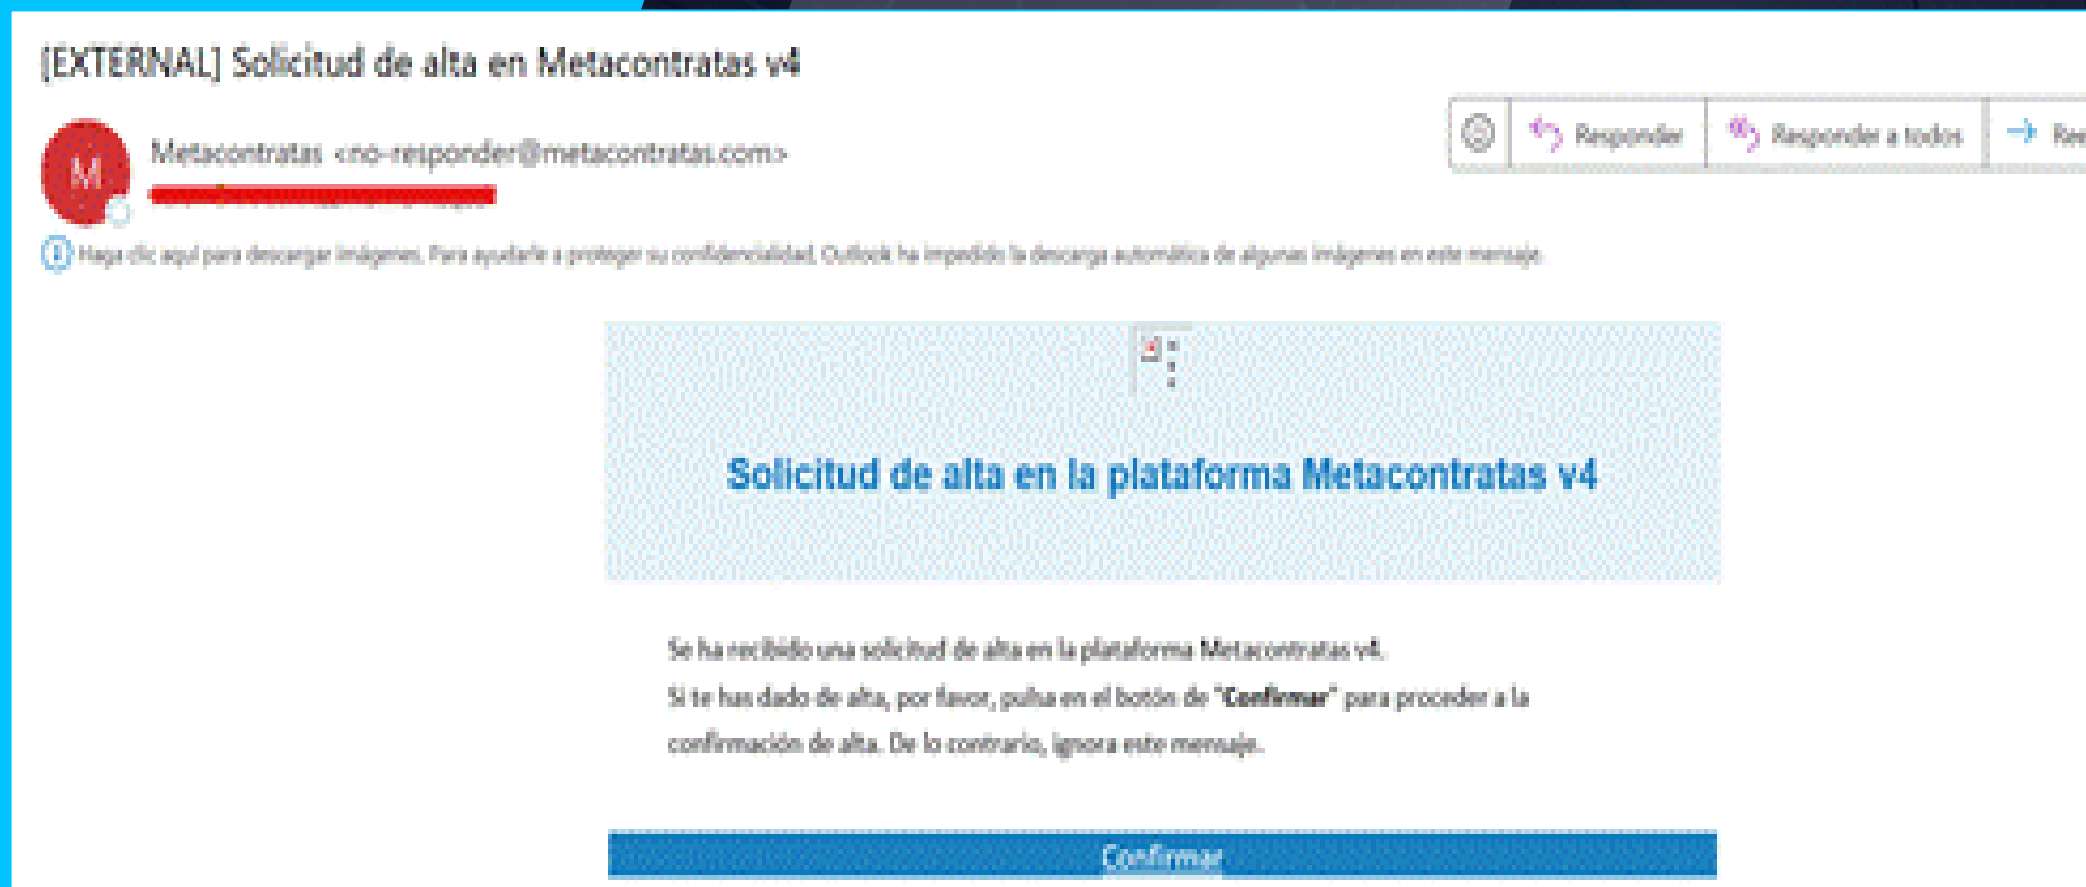 [EXTERNAL] Solicitud de alta en Metacontratas v4
Metacontratas <no-responder@metacontratas.com>
M
Responder
Responder a todos
Ree
Haga clic aquí para descargar imágenes. Para ayudarle a proteger su confidencialidad, Outlook ha impedido la descarga automática de algunas imágenes en este mensaje.
Solicitud de alta en la plataforma Metacontratas v4
Se ha recibido una solicitud de alta en la plataforma Metacontratas v4.
Si te has dado de alta, por favor, pulsa en el botón de "Confirmar" para proceder a la
confirmación de alta. De lo contrario, ignora este mensaje.
Confirmar